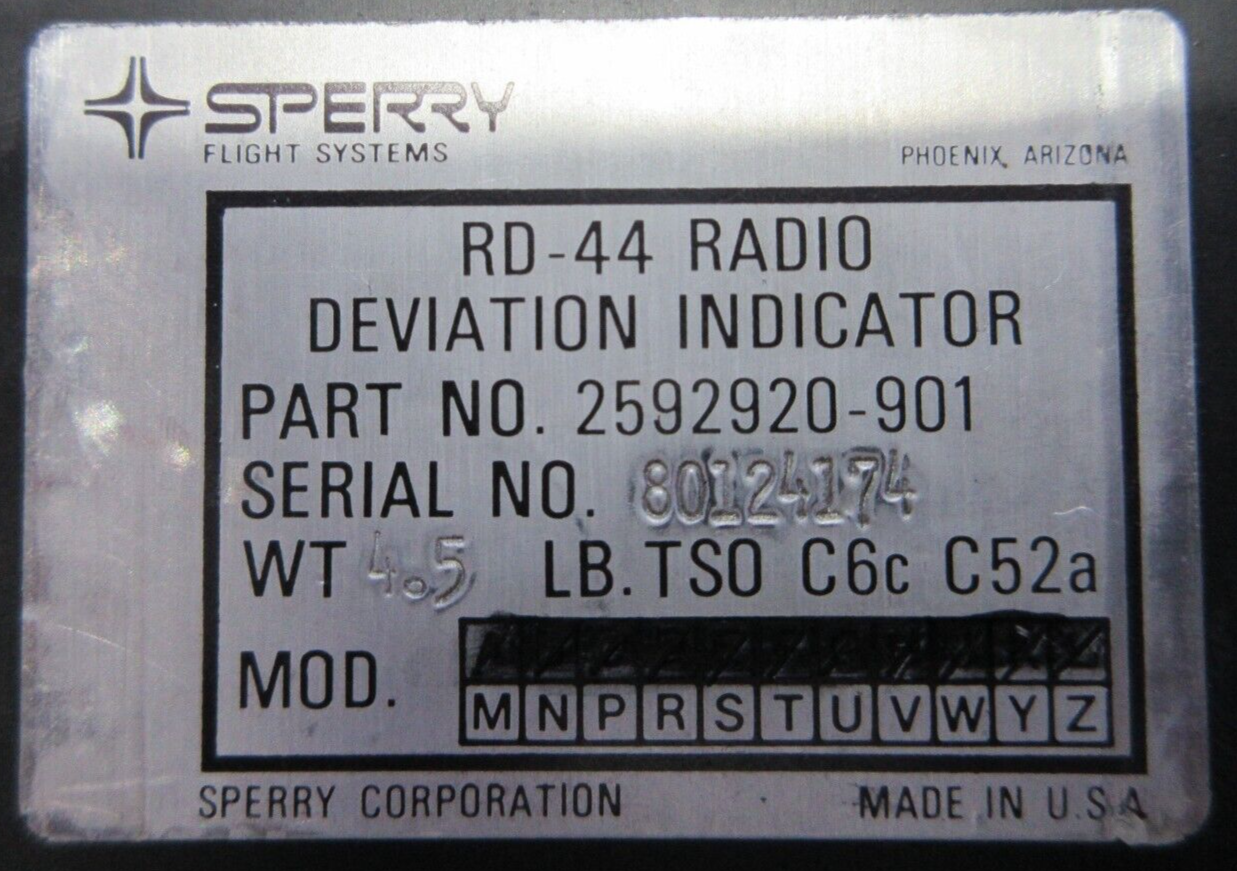 SPERRY
FLIGHT SYSTEMS
PHOENIX, ARIZONA
RD-44 RADIO
DEVIATION INDICATOR
PART NO. 2592920-901
SERIAL NO. 80124174
WT 4.5 LB. TSO C6c C52a
MOD.
M N P R S T U V W Y Z
SPERRY CORPORATION MADE IN U.S.A